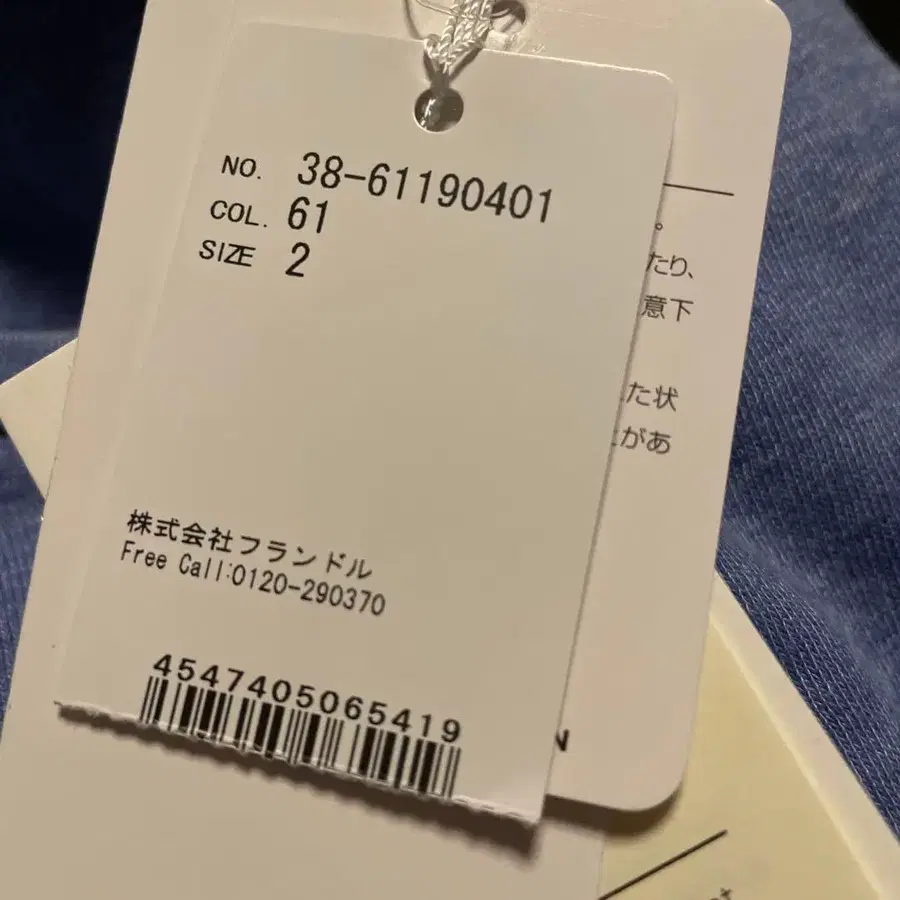 NO. 38-61190401
COL. 61
SIZE 2
株式会社フランドル
Free Call:0120-290370
4547405065419
。
たり、
意下
た状
があ
N